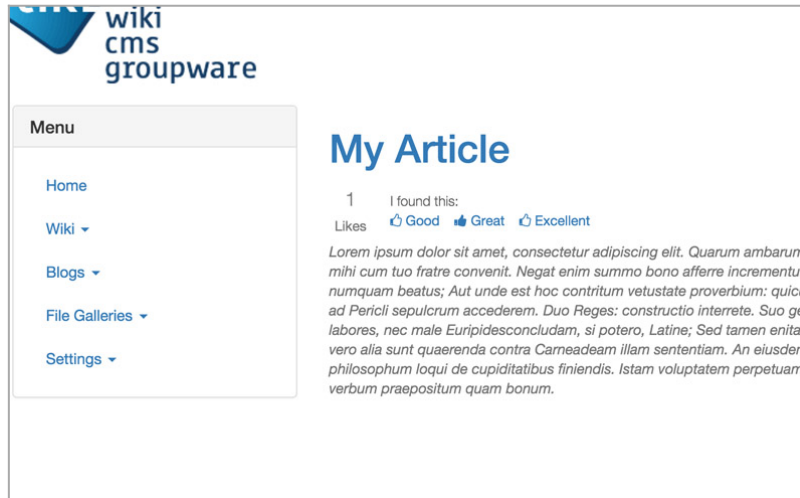 wiki
cms
groupware
Menu
Home
Wiki
Blogs
File Galleries
Settings
My Article
1
Likes
I found this:
Good Great Excellent
Lorem ipsum dolor sit amet, consectetur adipiscing elit. Quarum ambarum
mihi cum tuo fratre convenit. Negat enim summo bono afferre incrementu
numquam beatus; Aut unde est hoc contritum vetustate proverbium: quic
ad Pericli sepulcrum accederem. Duo Reges: constructio interrete. Suo ge
labores, nec male Euripidesconcludam, si potero, Latine; Sed tamen enita
vero alia sunt quaerenda contra Carneadeam illam sententiam. An eiusder
philosophum loqui de cupiditatibus finiendis. Istam voluptatem perpetuam
verbum praepositum quam bonum.